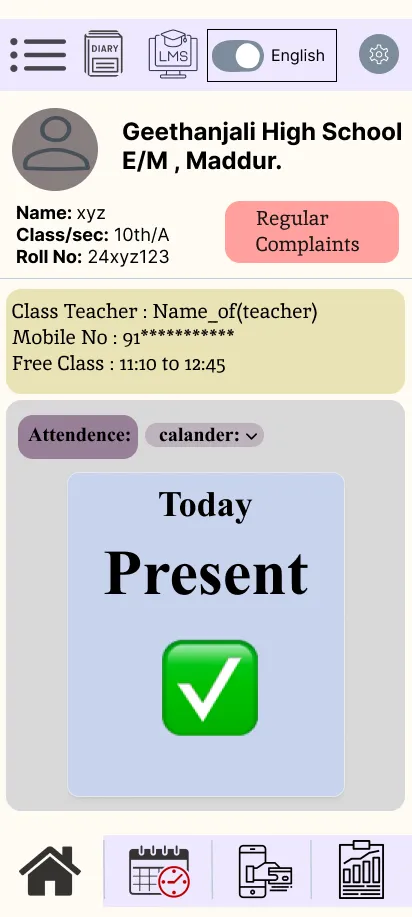 DIARY
LMS
English
Geethanjali High School
E/M , Maddur.
Name: xyz
Class/sec: 10th/A
Roll No: 24xyz123
Regular
Complaints
Class Teacher : Name_of(teacher)
Mobile No : 91***********
Free Class : 11:10 to 12:45
Attendence:
calander:
Today
Present